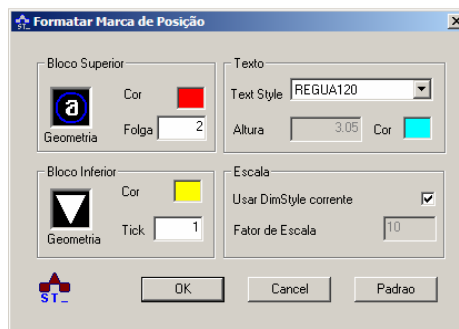 ST_ Formatar Marca de Posição
Bloco Superior
a
Geometria
Cor
Folga 2
Texto
Text Style REGUA120
Altura 3.05 Cor
Bloco Inferior
Geometria
Cor
Tick 1
Escala
Usar DimStyle corrente
Fator de Escala 10
ST_
OK
Cancel
Padrao